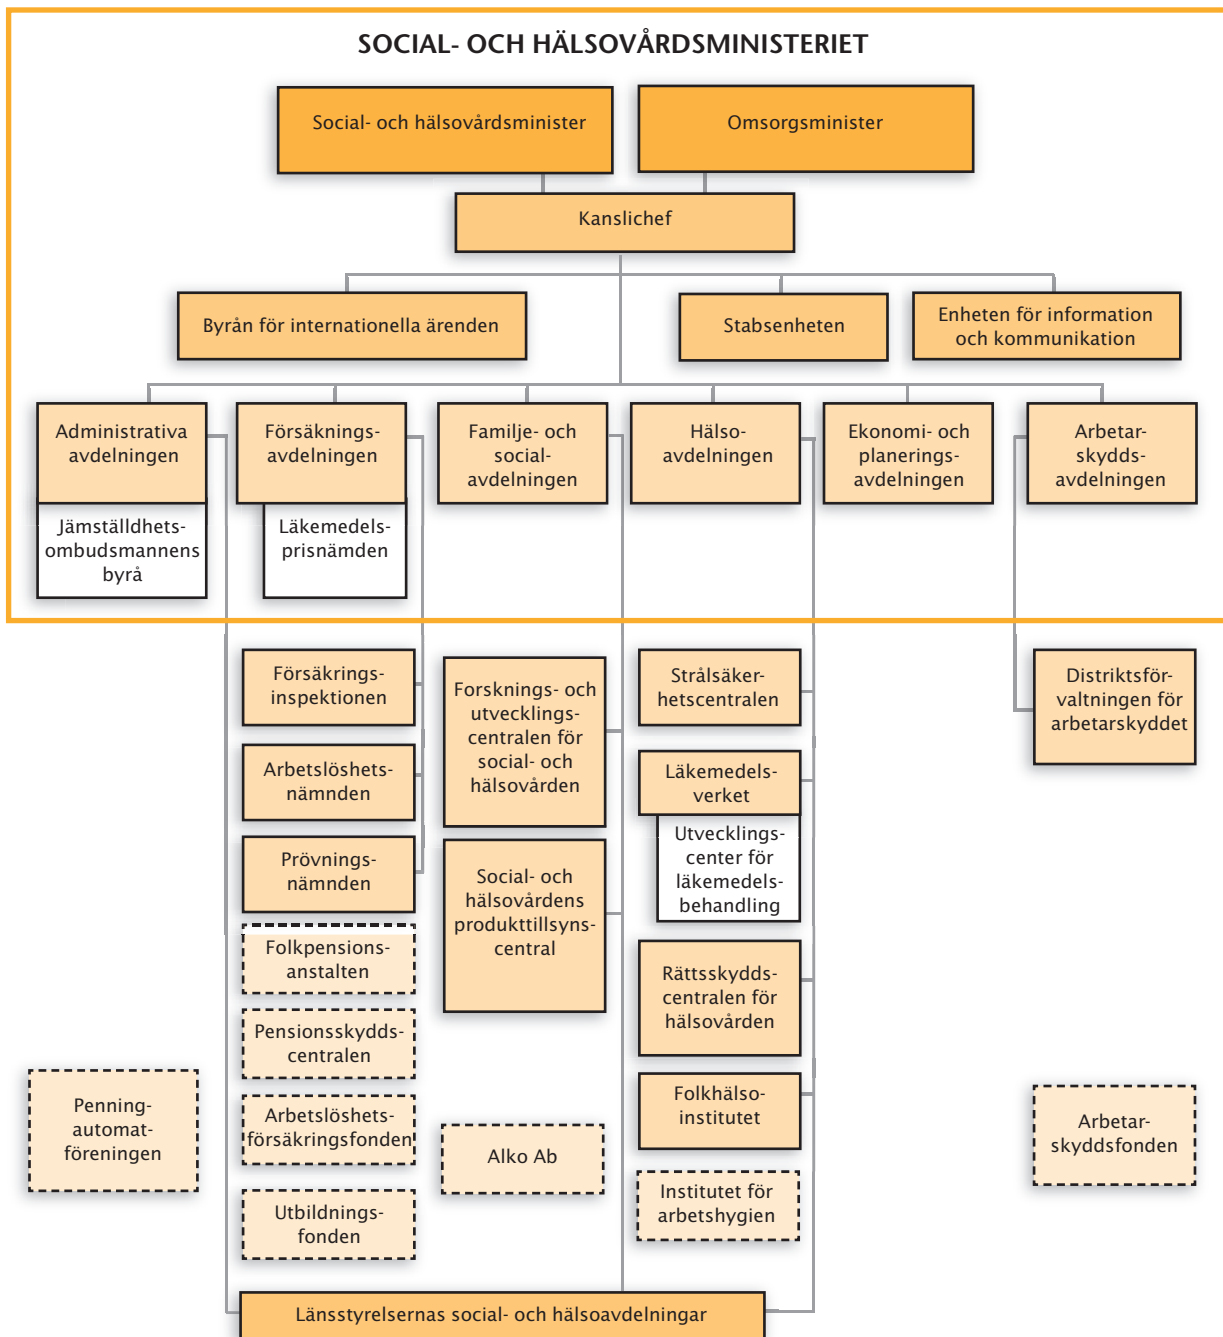 SOCIAL- OCH HÄLSOVÅRDSMINISTERIET
Social- och hälsovårdsminister
Omsorgsminister
Kanslichef
Byrån för internationella ärenden
Stabsenheten
Enheten för information
och kommunikation
Administrativa
avdelningen
Jämställdhets-
ombudsmannens
byrå
Försäknings-
avdelningen
Läkemedels-
prisnämden
Familje- och
social-
avdelningen
Hälso-
avdelningen
Ekonomi- och
planerings-
avdelningen
Arbetar-
skydds-
avdelningen
Försäkrings-
inspektionen
Arbetslöshets-
nämnden
Prövnings-
nämnden
Folkpensions-
anstalten
Pensionsskydds-
centralen
Arbetslöshets-
försäkringsfonden
Utbildnings-
fonden
Forsknings- och
utvecklings-
centralen för
social- och
hälsovården
Social- och
hälsovårdens
produkttillsyns-
central
Alko Ab
Strålsäker-
hetscentralen
Läkemedels-
verket
Utvecklings-
center för
läkemedels-
behandling
Rättsskydds-
centralen för
hälsovården
Folkhälso-
institutet
Institutet för
arbetshygien
Distriktsför-
valtningen för
arbetarskyddet
Arbetar-
skyddsfonden
Penning-
automat-
föreningen
Länsstyrelsernas social- och hälsoavdelningar